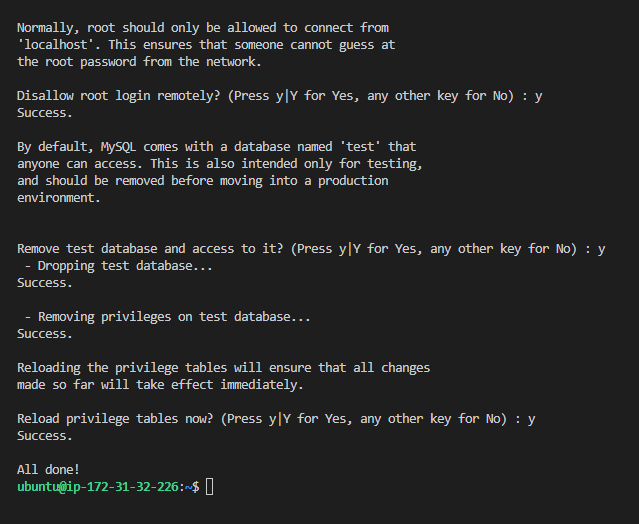 Normally, root should only be allowed to connect from
'localhost'. This ensures that someone cannot guess at
the root password from the network.
Disallow root login remotely? (Press y|Y for Yes, any other key for No) : y
Success.
By default, MySQL comes with a database named 'test' that
anyone can access. This is also intended only for testing,
and should be removed before moving into a production
environment.
Remove test database and access to it? (Press y|Y for Yes, any other key for No) : y
- Dropping test database...
Success.
- Removing privileges on test database...
Success.
Reloading the privilege tables will ensure that all changes
made so far will take effect immediately.
Reload privilege tables now? (Press y|Y for Yes, any other key for No) : y
Success.
All done!
ubuntu@ip-172-31-32-226:~$